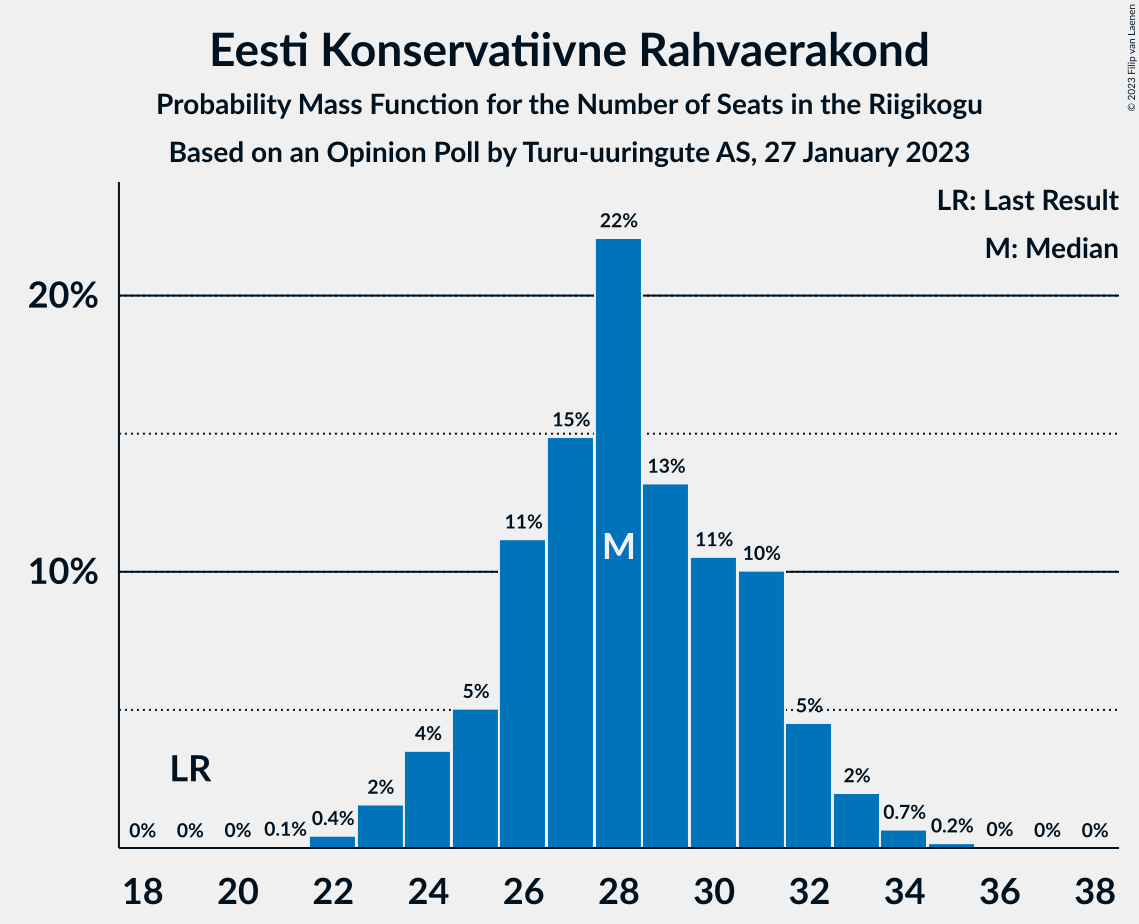 Eesti Konservatiivne Rahvaerakond
Probability Mass Function for the Number of Seats in the Riigikogu
Based on an Opinion Poll by Turu-uuringute AS, 27 January 2023
© 2023 Filip van Laenen
LR: Last Result
M: Median
22%
20%
15%
13%
11%
M
11%
10%
10%
5%
5%
4%
LR
2%
2%
0%
0%
0%
0.1%
0.4%
0.7%
0.2%
0%
0%
0%
18 20 22 24 26 28 30 32 34 36 38